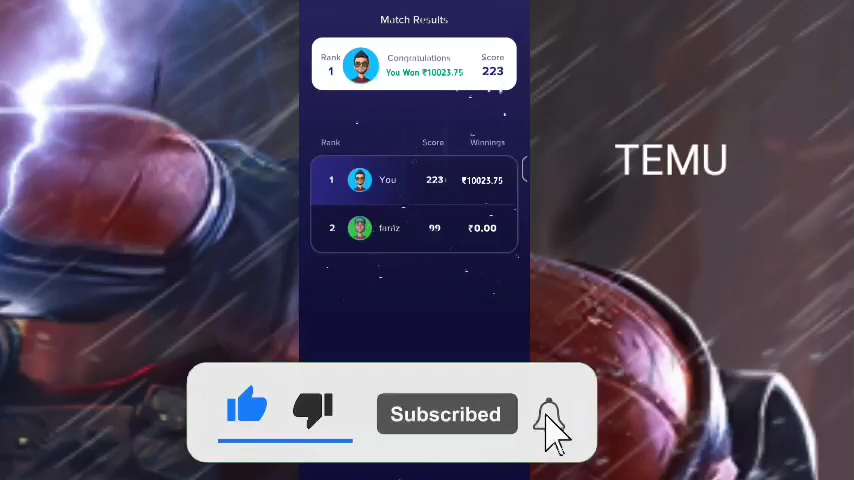 Match Results
Rank Congratulations Score
1 You Won ₹10023.75 223
TEMU
Rank Score Winnings
1 You 223 ₹10023.75
2 99 ₹0.00
Subscribed